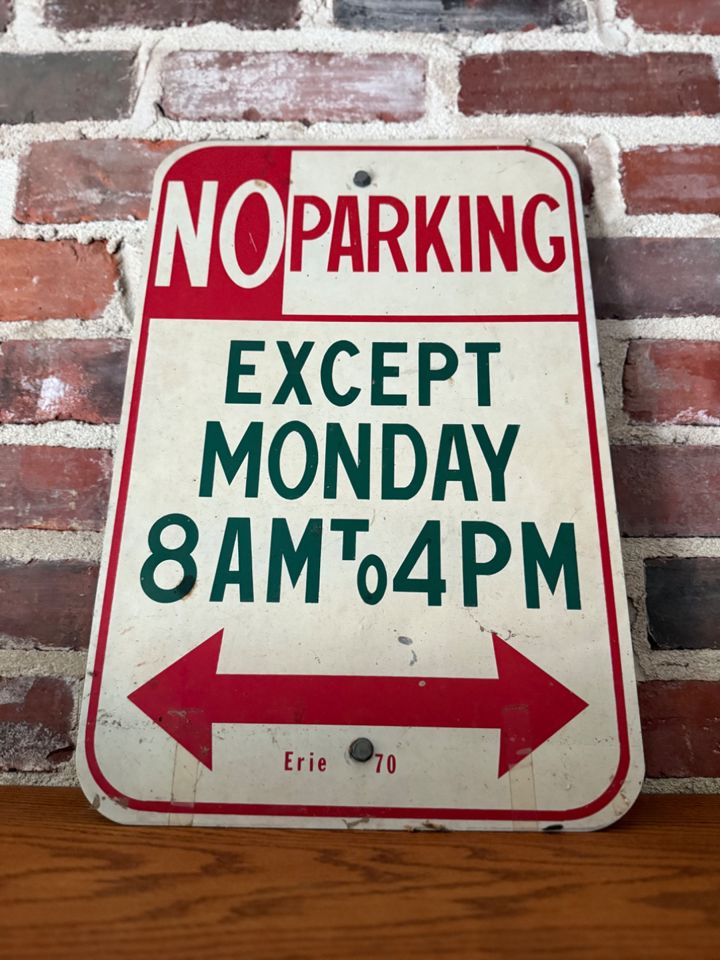 NO PARKING
EXCEPT
MONDAY
8AM TO 4PM
Erie 70